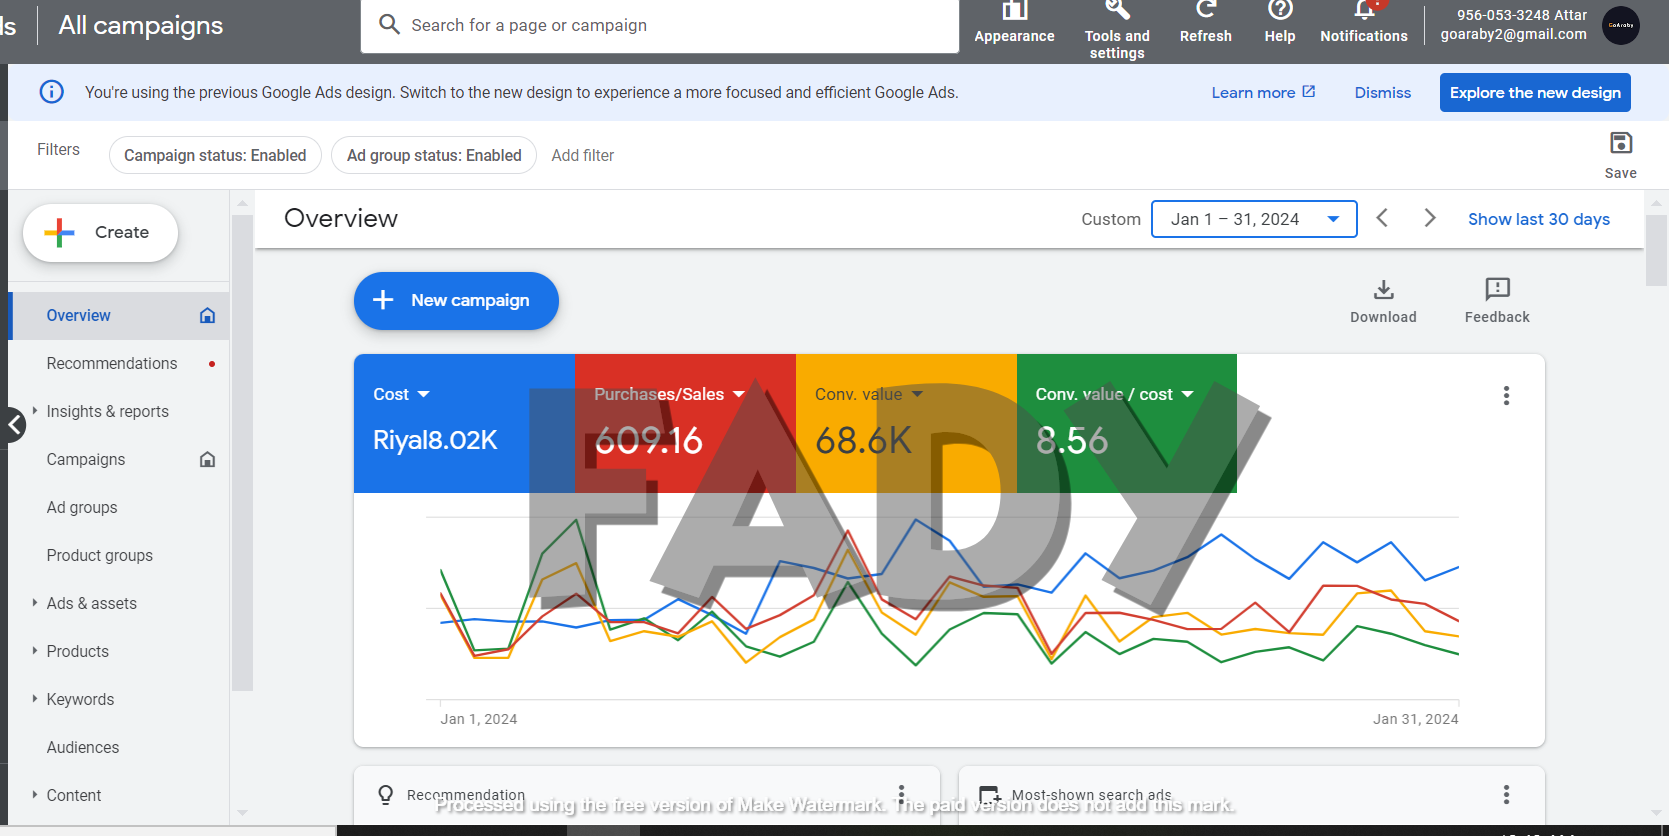 ls
All campaigns
Search for a page or campaign
Appearance
Tools and
settings
Refresh
Help
Notifications
956-053-3248 Attar
goaraby2@gmail.com
GoAraby
You're using the previous Google Ads design. Switch to the new design to experience a more focused and efficient Google Ads.
Learn more
Dismiss
Explore the new design
Filters
Campaign status: Enabled
Ad group status: Enabled
Add filter
Save
Create
Overview
Custom
Jan 1 – 31, 2024
Show last 30 days
New campaign
Download
Feedback
Overview
Recommendations
Insights & reports
Campaigns
Ad groups
Product groups
Ads & assets
Products
Keywords
Audiences
Content
Cost
Riyal8.02K
Purchases/Sales
609.16
Conv. value
68.6K
Conv. value / cost
8.56
FADY
Jan 1, 2024
Jan 31, 2024
Recommendation
Most-shown search ads
Processed using the free version of Make Watermark. The paid version does not add this mark.